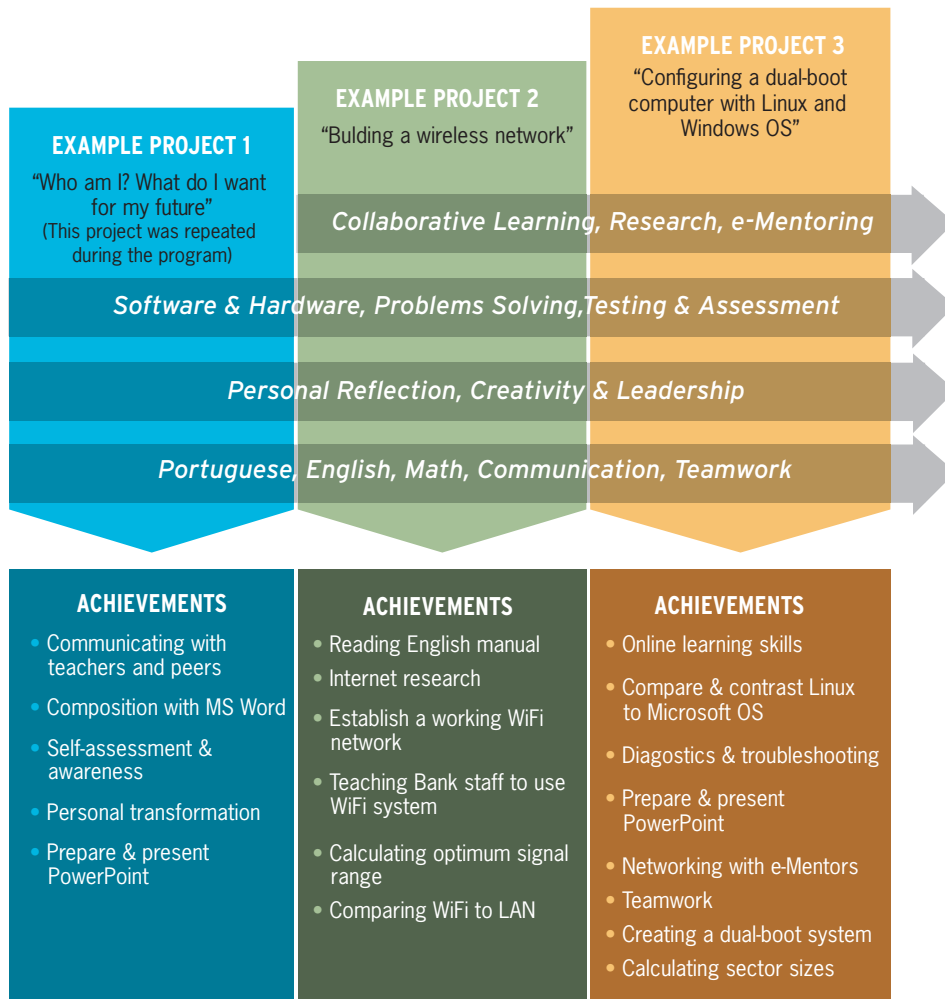 EXAMPLE PROJECT 1
“Who am I? What do I want
for my future”
(This project was repeated
during the program)
EXAMPLE PROJECT 2
“Bulding a wireless network”
EXAMPLE PROJECT 3
“Configuring a dual-boot
computer with Linux and
Windows OS”
Collaborative Learning, Research, e-Mentoring
Software & Hardware, Problems Solving,Testing & Assessment
Personal Reflection, Creativity & Leadership
Portuguese, English, Math, Communication, Teamwork
ACHIEVEMENTS
• Communicating with
teachers and peers
• Composition with MS Word
• Self-assessment &
awareness
• Personal transformation
• Prepare & present
PowerPoint
ACHIEVEMENTS
• Reading English manual
• Internet research
• Establish a working WiFi
network
• Teaching Bank staff to use
WiFi system
• Calculating optimum signal
range
• Comparing WiFi to LAN
ACHIEVEMENTS
• Online learning skills
• Compare & contrast Linux
to Microsoft OS
• Diagostics & troubleshooting
• Prepare & present
PowerPoint
• Networking with e-Mentors
• Teamwork
• Creating a dual-boot system
• Calculating sector sizes